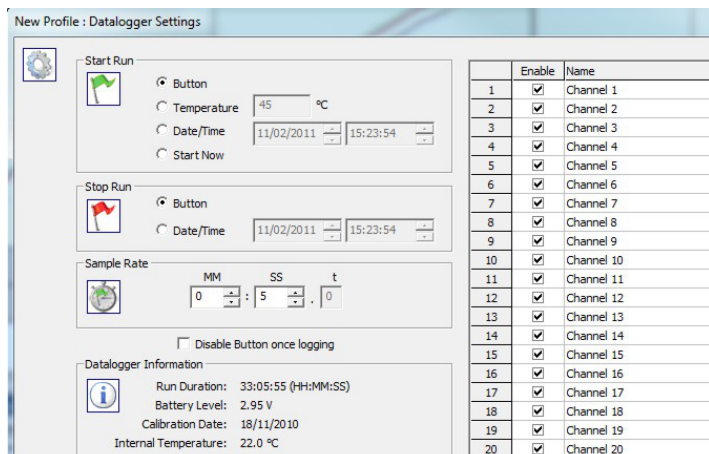 New Profile : Datalogger Settings
Start Run
Button
Temperature 45 °C
Date/Time 11/02/2011 15:23:54
Start Now
Stop Run
Button
Date/Time 11/02/2011 15:23:54
Sample Rate
MM SS t
0 : 5 . 0
Disable Button once logging
Datalogger Information
Run Duration: 33:05:55 (HH:MM:SS)
Battery Level: 2.95 V
Calibration Date: 18/11/2010
Internal Temperature: 22.0 °C
Enable Name
1 Channel 1
2 Channel 2
3 Channel 3
4 Channel 4
5 Channel 5
6 Channel 6
7 Channel 7
8 Channel 8
9 Channel 9
10 Channel 10
11 Channel 11
12 Channel 12
13 Channel 13
14 Channel 14
15 Channel 15
16 Channel 16
17 Channel 17
18 Channel 18
19 Channel 19
20 Channel 20